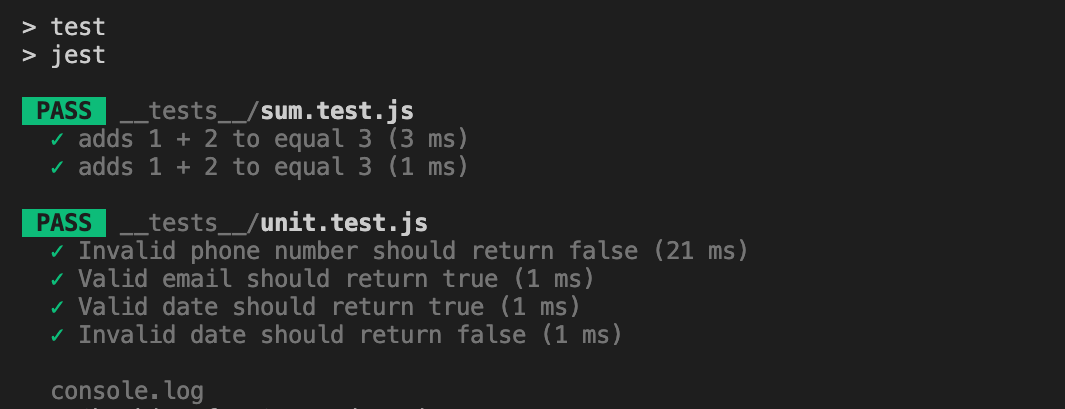 > test
> jest
PASS __tests__/sum.test.js
✓ adds 1 + 2 to equal 3 (3 ms)
✓ adds 1 + 2 to equal 3 (1 ms)
PASS __tests__/unit.test.js
✓ Invalid phone number should return false (21 ms)
✓ Valid email should return true (1 ms)
✓ Valid date should return true (1 ms)
✓ Invalid date should return false (1 ms)
console.log